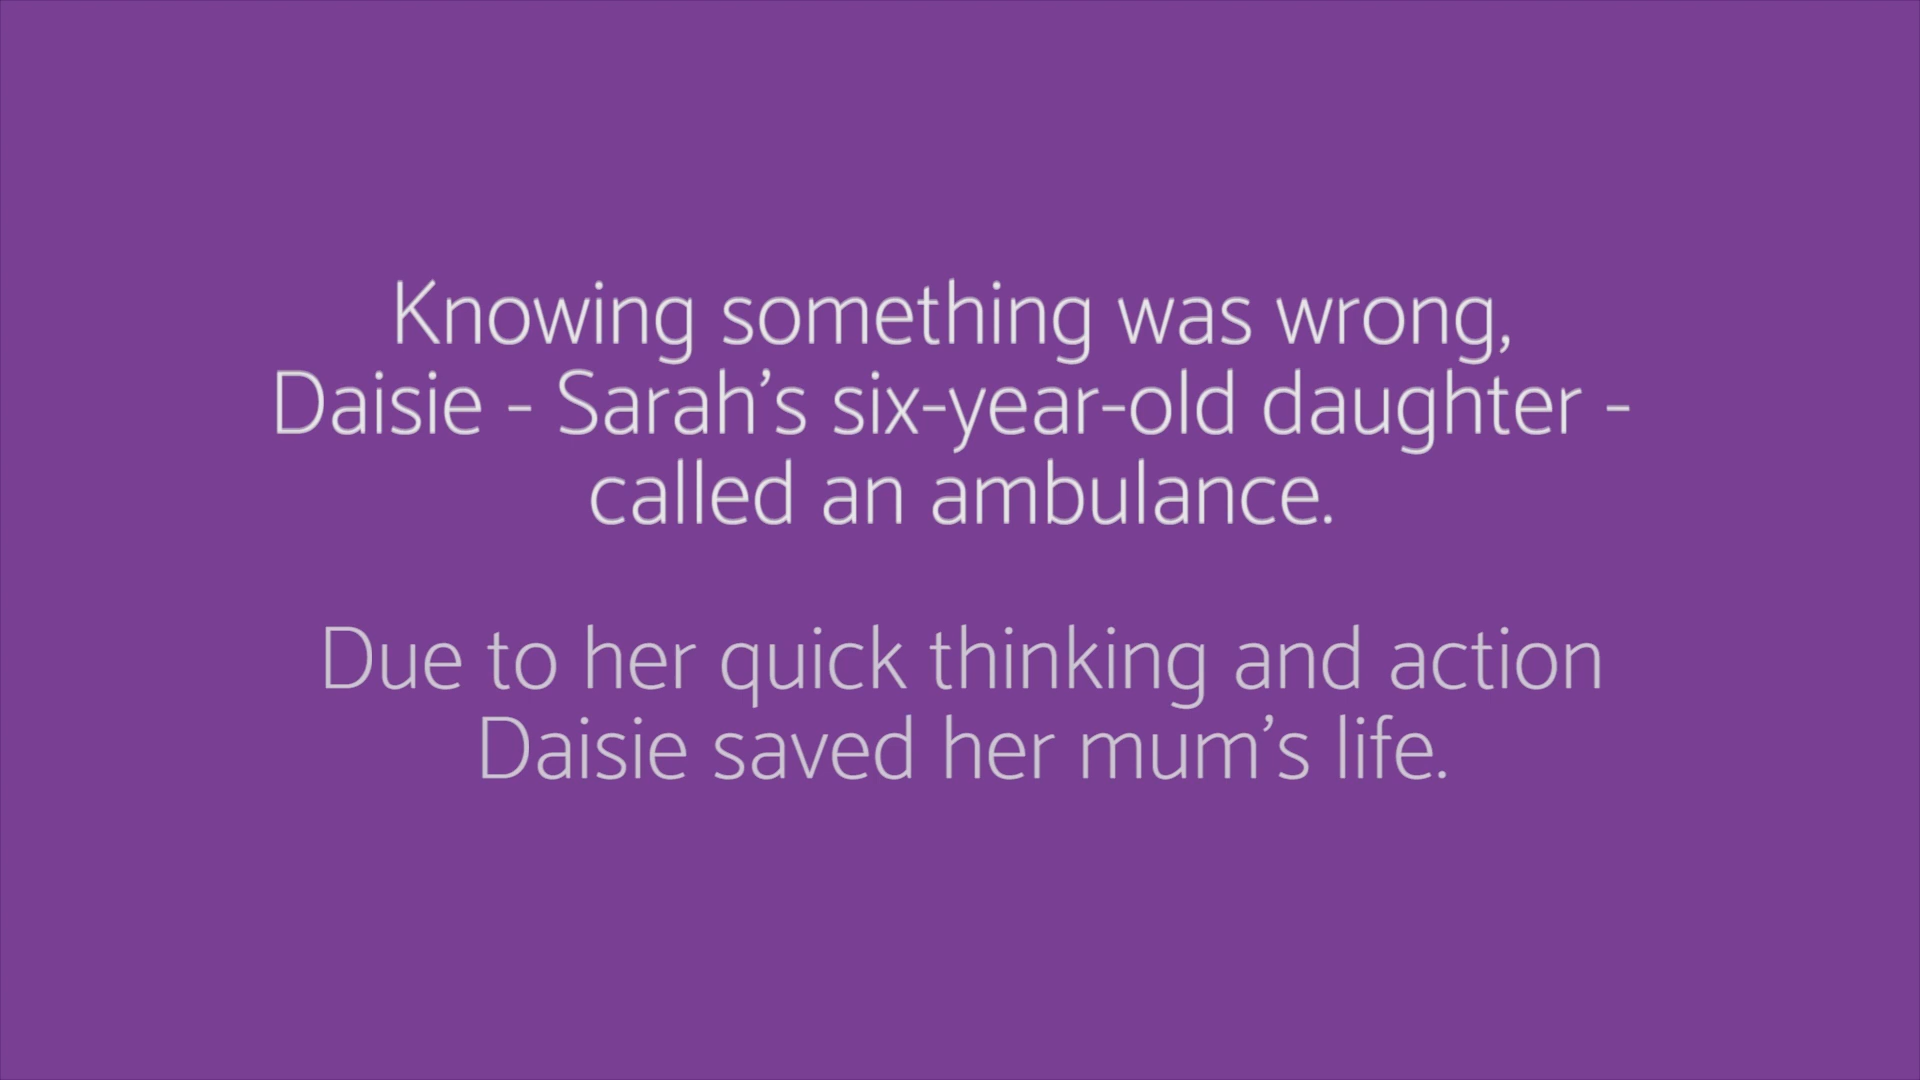 Knowing something was wrong,
Daisie - Sarah’s six-year-old daughter -
called an ambulance.
Due to her quick thinking and action
Daisie saved her mum’s life.